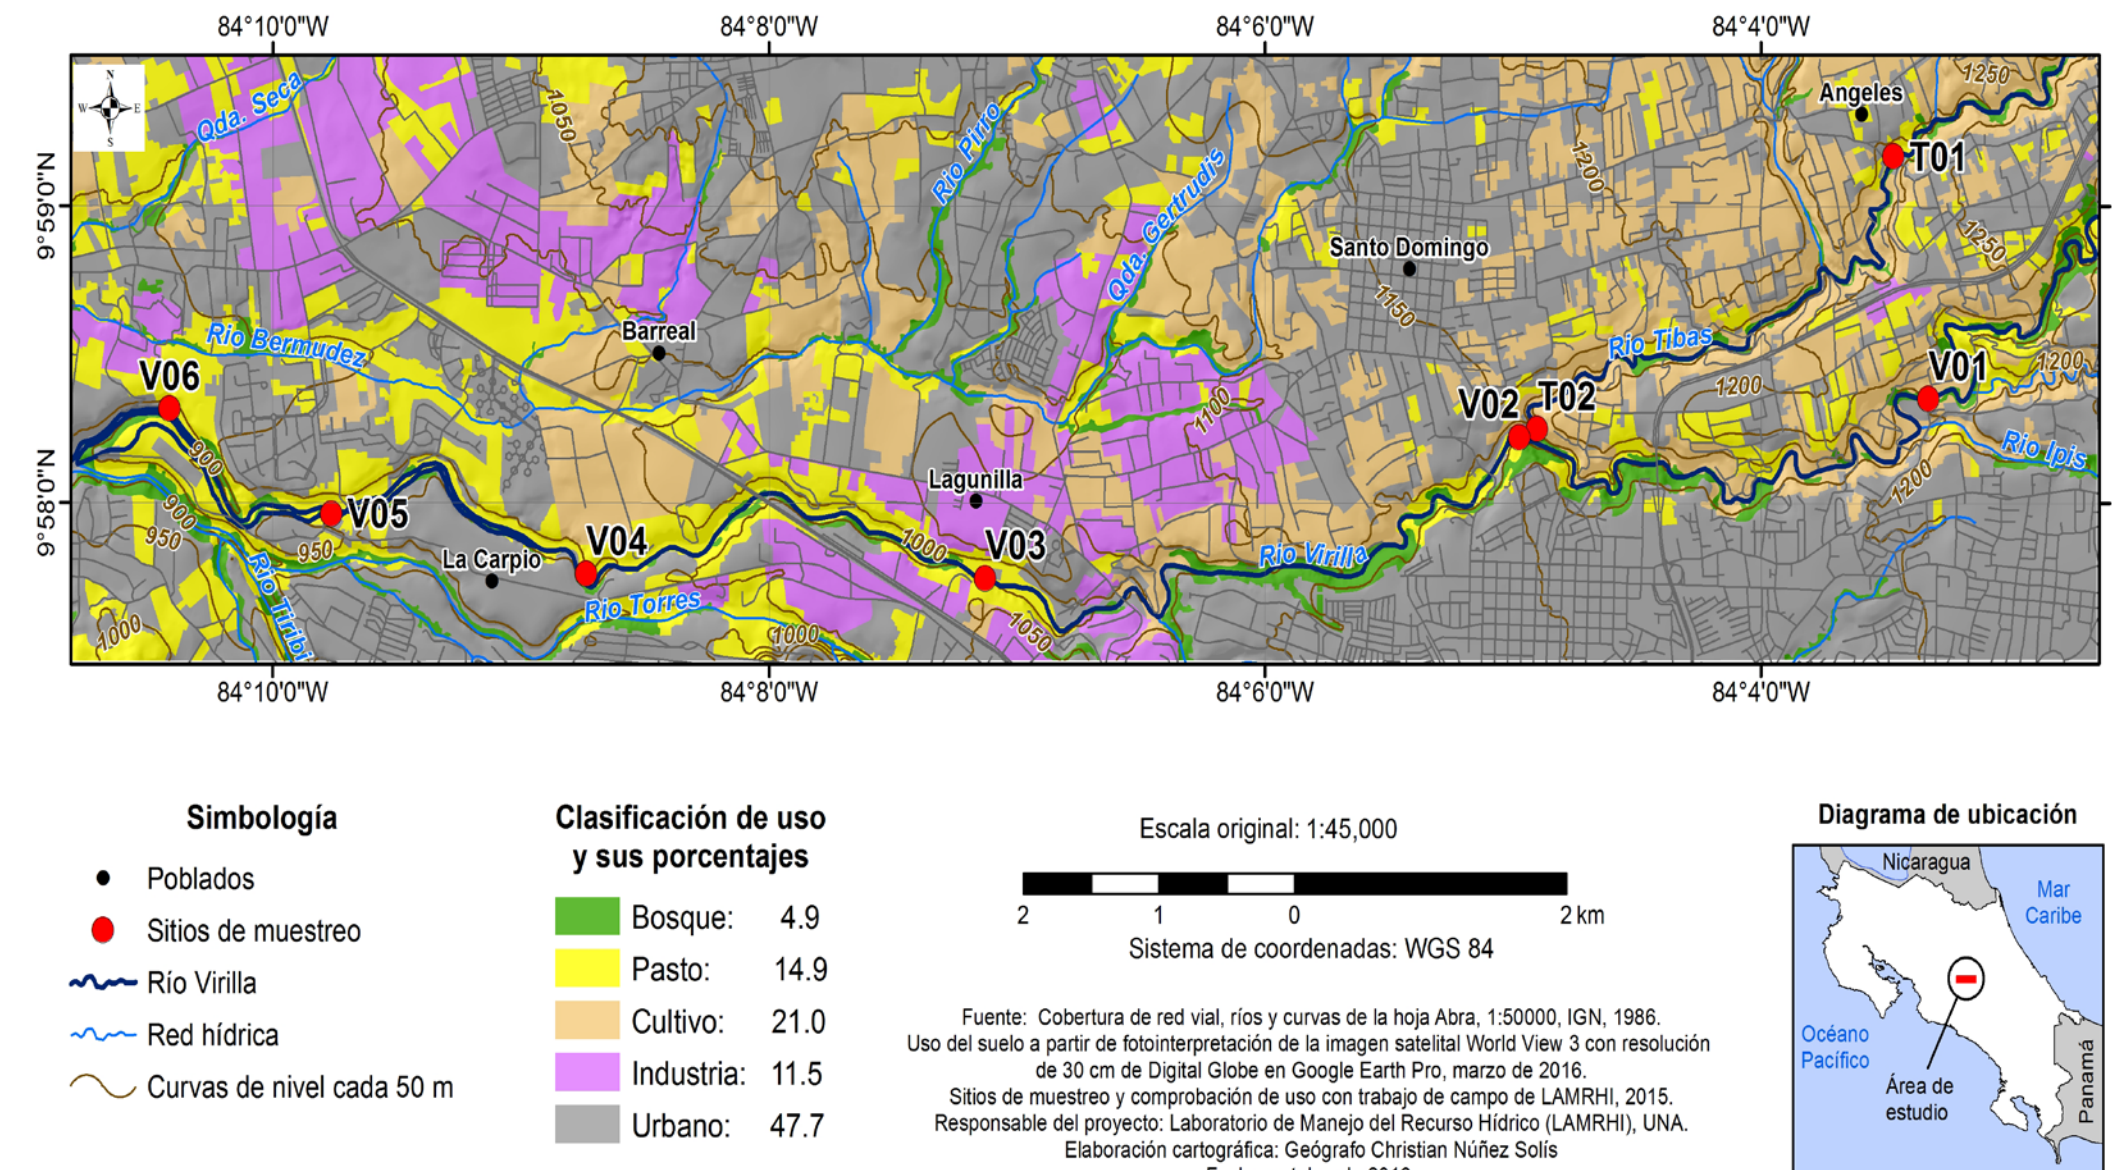 84°10'0"W
84°8'0"W
84°6'0"W
84°4'0"W
N
W
E
S
9°59'0"N
9°58'0"N
Qda. Seca
1050
Rio Pirro
Qda. Gertrudis
1200
Angeles
1250
T01
1250
Santo Domingo
1150
Barreal
Rio Bermudez
Rio Tibas
V06
V02
T02
1200
V01
1200
Rio Ipis
1200
1100
900
Lagunilla
V05
V04
1000
V03
Rio Virilla
900
950
950
La Carpio
Rio Tiribi
Rio Torres
1000
1000
1050
84°10'0"W
84°8'0"W
84°6'0"W
84°4'0"W
Simbología
Poblados
Sitios de muestreo
Río Virilla
Red hídrica
Curvas de nivel cada 50 m
Clasificación de uso
y sus porcentajes
Bosque: 4.9
Pasto: 14.9
Cultivo: 21.0
Industria: 11.5
Urbano: 47.7
Escala original: 1:45,000
2 1 0 2 km
Sistema de coordenadas: WGS 84
Fuente: Cobertura de red vial, ríos y curvas de la hoja Abra, 1:50000, IGN, 1986.
Uso del suelo a partir de fotointerpretación de la imagen satelital World View 3 con resolución
de 30 cm de Digital Globe en Google Earth Pro, marzo de 2016.
Sitios de muestreo y comprobación de uso con trabajo de campo de LAMRHI, 2015.
Responsable del proyecto: Laboratorio de Manejo del Recurso Hídrico (LAMRHI), UNA.
Elaboración cartográfica: Geógrafo Christian Núñez Solís
Diagrama de ubicación
Nicaragua
Mar
Caribe
Océano
Pacífico
Área de
estudio
Panamá